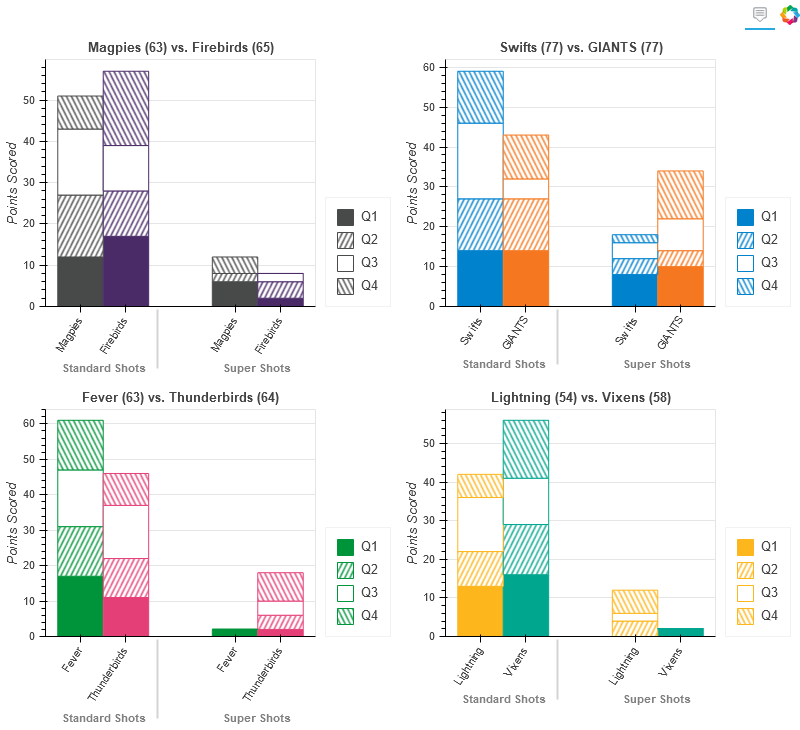 Magpies (63) vs. Firebirds (65)
Points Scored
50
40
30
20
10
0
Magpies
Firebirds
Magpies
Firebirds
Standard Shots
Super Shots
Q1
Q2
Q3
Q4
Swifts (77) vs. GIANTS (77)
Points Scored
60
50
40
30
20
10
0
Swifts
GIANTS
Swifts
GIANTS
Standard Shots
Super Shots
Q1
Q2
Q3
Q4
Fever (63) vs. Thunderbirds (64)
Points Scored
60
50
40
30
20
10
0
Fever
Thunderbirds
Fever
Thunderbirds
Standard Shots
Super Shots
Q1
Q2
Q3
Q4
Lightning (54) vs. Vixens (58)
Points Scored
50
40
30
20
10
0
Lightning
Vixens
Lightning
Vixens
Standard Shots
Super Shots
Q1
Q2
Q3
Q4